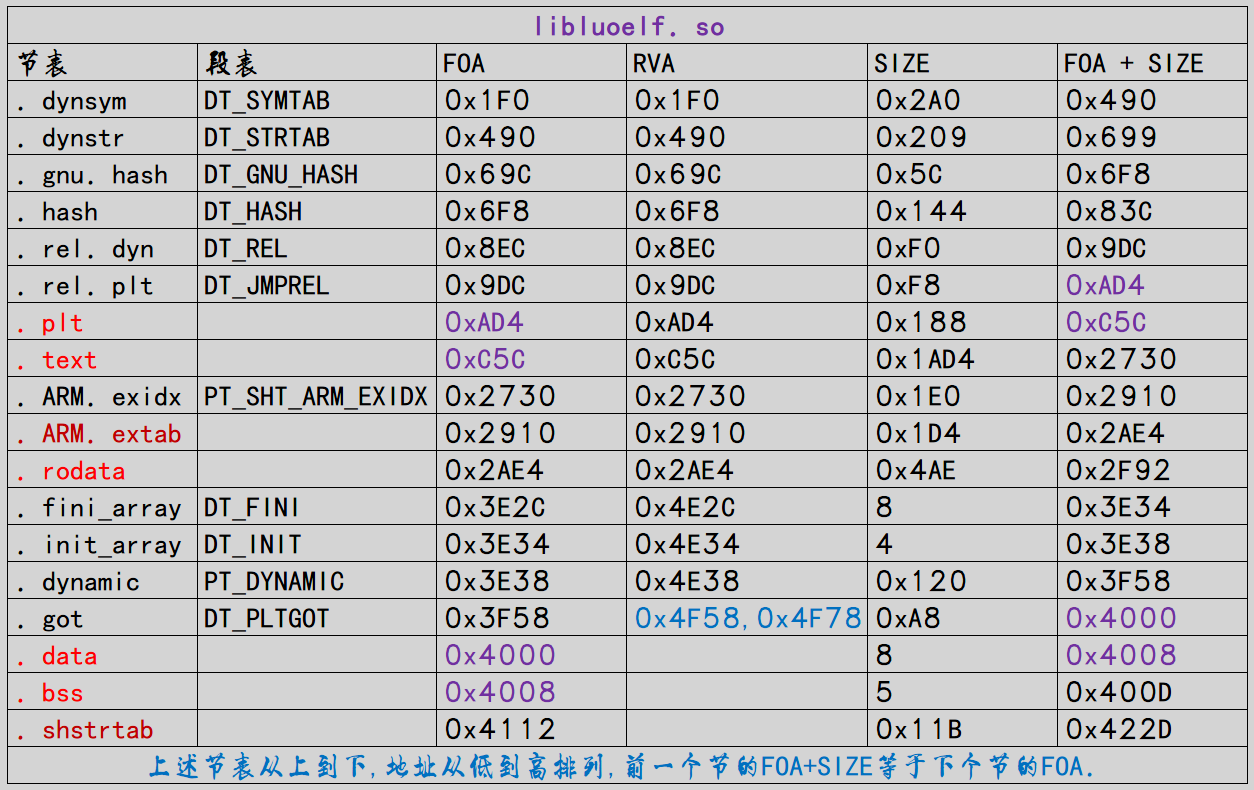 libluoelf. so
节表 段表 FOA RVA SIZE FOA + SIZE
. dynsym DT_SYMTAB 0x1F0 0x1F0 0x2A0 0x490
. dynstr DT_STRTAB 0x490 0x490 0x209 0x699
. gnu. hash DT_GNU_HASH 0x69C 0x69C 0x5C 0x6F8
. hash DT_HASH 0x6F8 0x6F8 0x144 0x83C
. rel. dyn DT_REL 0x8EC 0x8EC 0xF0 0x9DC
. rel. plt DT_JMPREL 0x9DC 0x9DC 0xF8 0xAD4
. plt 0xAD4 0xAD4 0x188 0xC5C
. text 0xC5C 0xC5C 0x1AD4 0x2730
. ARM. exidx PT_SHT_ARM_EXIDX 0x2730 0x2730 0x1E0 0x2910
. ARM. extab 0x2910 0x2910 0x1D4 0x2AE4
. rodata 0x2AE4 0x2AE4 0x4AE 0x2F92
. fini_array DT_FINI 0x3E2C 0x4E2C 8 0x3E34
. init_array DT_INIT 0x3E34 0x4E34 4 0x3E38
. dynamic PT_DYNAMIC 0x3E38 0x4E38 0x120 0x3F58
. got DT_PLTGOT 0x3F58 0x4F58,0x4F78 0xA8 0x4000
. data 0x4000 8 0x4008
. bss 0x4008 5 0x400D
. shstrtab 0x4112 0x11B 0x422D
上述节表从上到下,地址从低到高排列,前一个节的FOA+SIZE等于下个节的FOA.